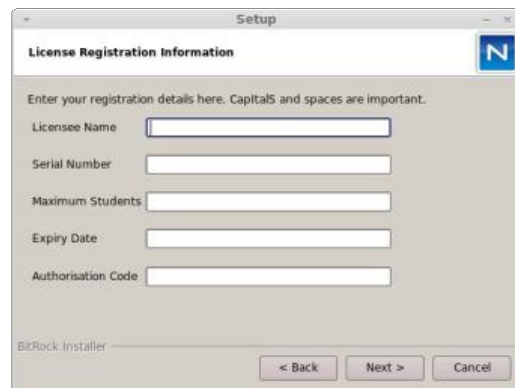 Setup
License Registration Information
N
Enter your registration details here. CapItalS and spaces are important.
Licensee Name
Serial Number
Maximum Students
Expiry Date
Authorisation Code
BitRock Installer
< Back Next > Cancel